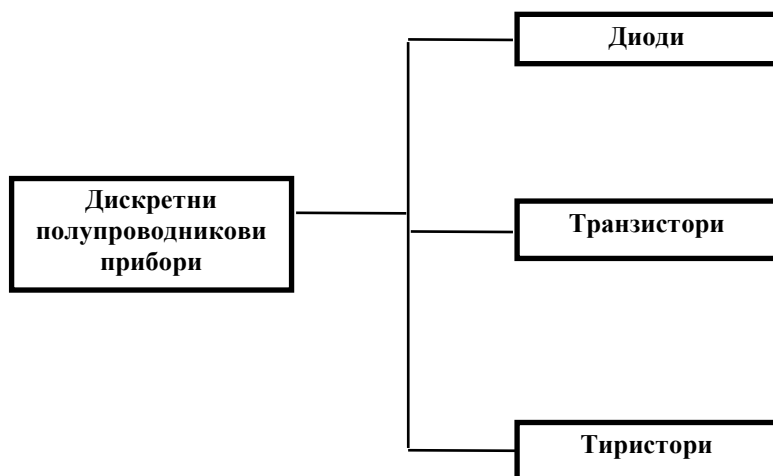 Диоди
Дискретни
полупроводникови
прибори
Транзистори
Тиристори